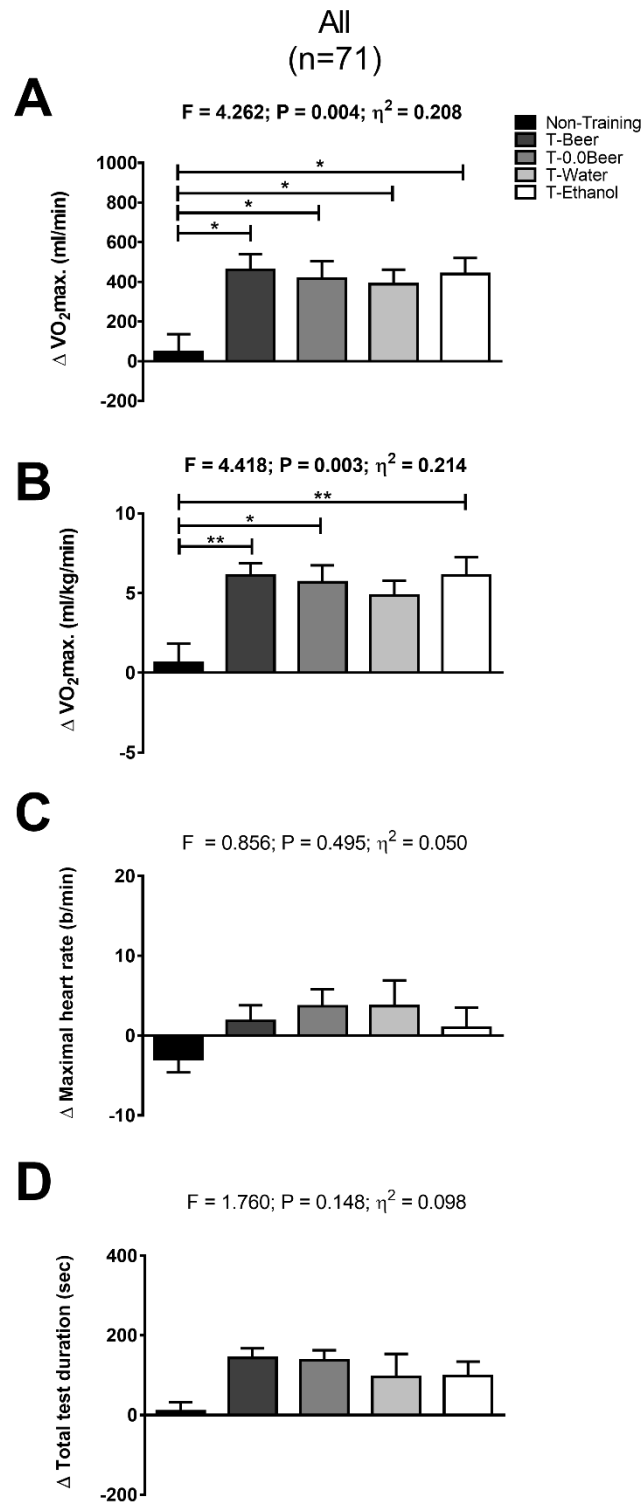 All
(n=71)
A
F = 4.262; P = 0.004; η² = 0.208
Non-Training
T-Beer
T-0.0Beer
T-Water
T-Ethanol
Δ VO₂max. (ml/min)
1000
800
600
400
200
0
-200
*
*
*
*
B
F = 4.418; P = 0.003; η² = 0.214
Δ VO₂max. (ml/kg/min)
10
5
0
-5
**
*
**
C
F = 0.856; P = 0.495; η² = 0.050
Δ Maximal heart rate (b/min)
20
10
0
-10
D
F = 1.760; P = 0.148; η² = 0.098
Δ Total test duration (sec)
400
200
0
-200